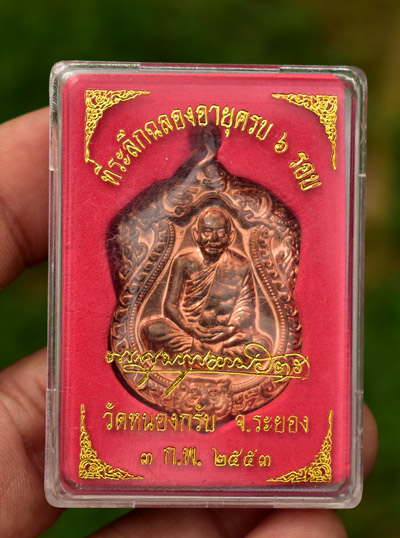 ที่ระลึกฉลองอายุครบ ๖ รอบ
วัดหนองกรับ จ.ระยอง
๓ ก.พ. ๒๕๕๓